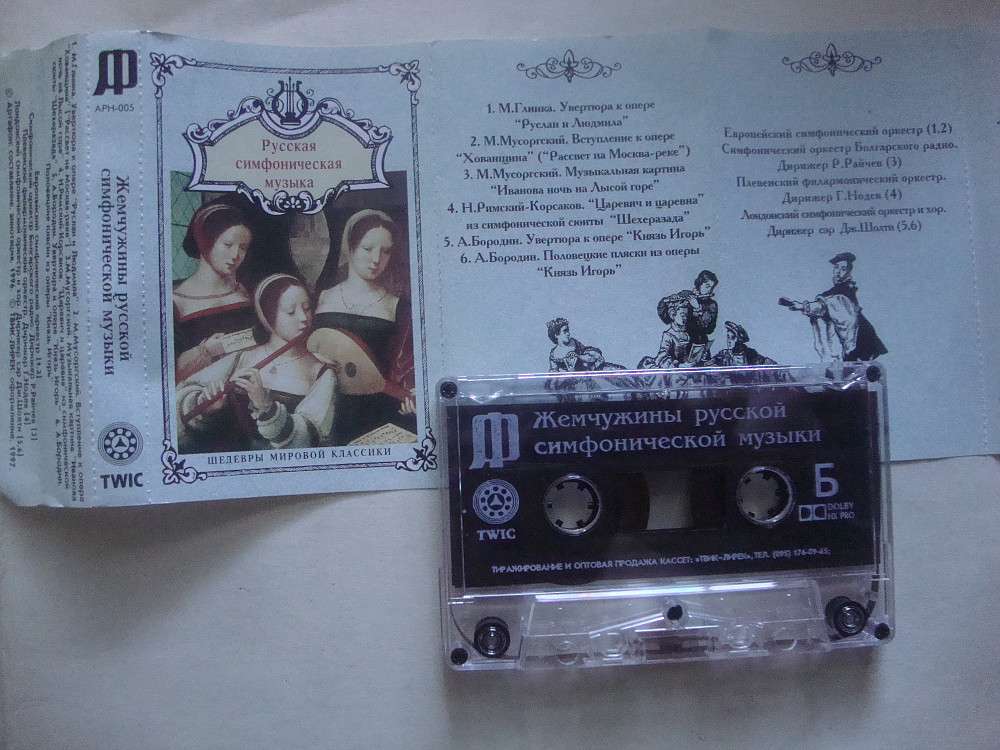 АРН-005
Жемчужины русской
симфонической музыки
TWIC
Русская
симфоническая
музыка
ШЕДЕВРЫ МИРОВОЙ КЛАССИКИ
1. М.Глинка. Увертюра к опере
"Руслан и Людмила"
2. М.Мусоргский. Вступление к опере
"Хованщина" ("Рассвет на Москва-реке")
3. М.Мусоргский. Музыкальная картина
"Иванова ночь на Лысой горе"
4. Н.Римский-Корсаков. "Царевич и царевна"
из симфонической сюиты "Шехеразада"
5. А.Бородин. Увертюра к опере "Князь Игорь"
6. А.Бородин. Половецкие пляски из оперы
"Князь Игорь"
Европейский симфонический оркестр (1,2)
Симфонический оркестр Болгарского радио.
Дирижер Р.Райчев (3)
Плевенский филармонический оркестр.
Дирижер Г.Нодев (4)
Лондонский симфонический оркестр и хор.
Дирижер сэр Дж.Шолти (5,6)
Жемчужины русской
симфонической музыки
TWIC
Б
DOLBY
HX PRO
ТИРАЖИРОВАНИЕ И ОПТОВАЯ ПРОДАЖА КАССЕТ: «ТВИК-ЛИРЕК», ТЕЛ. (095) 176-09-45;